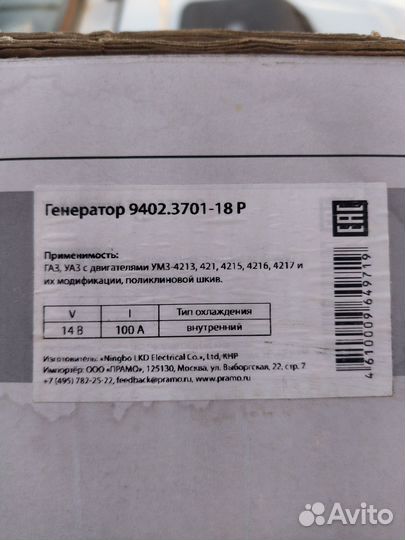 Генератор 9402.3701-18 Р
EAC
Применимость:
ГАЗ, УАЗ с двигателями УМЗ-4213, 421, 4215, 4216, 4217 и
их модификации, поликлиновой шкив.
V I Тип охлаждения
14 В 100 А внутренний
Изготовитель: «Ningbo LKD Electrical Co.», Ltd, КНР
Импортёр: ООО «ПРАМО», 125130, Москва, ул. Выборгская, 22, стр. 7
+7 (495) 782-25-22, feedback@pramo.ru, www.pramo.ru
4610009649719
Avito